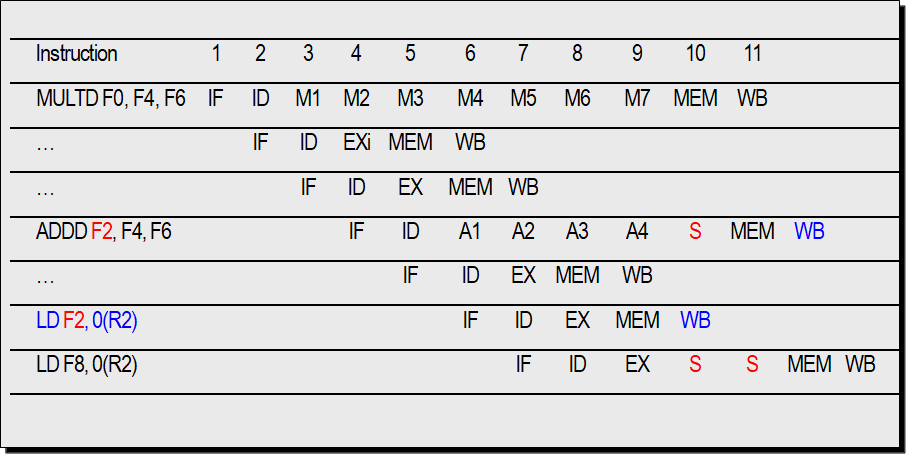 Instruction 1 2 3 4 5 6 7 8 9 10 11
MULTD F0, F4, F6 IF ID M1 M2 M3 M4 M5 M6 M7 MEM WB
… IF ID EXi MEM WB
… IF ID EX MEM WB
ADDD F2, F4, F6 IF ID A1 A2 A3 A4 S MEM WB
… IF ID EX MEM WB
LD F2, 0(R2) IF ID EX MEM WB
LD F8, 0(R2) IF ID EX S S MEM WB